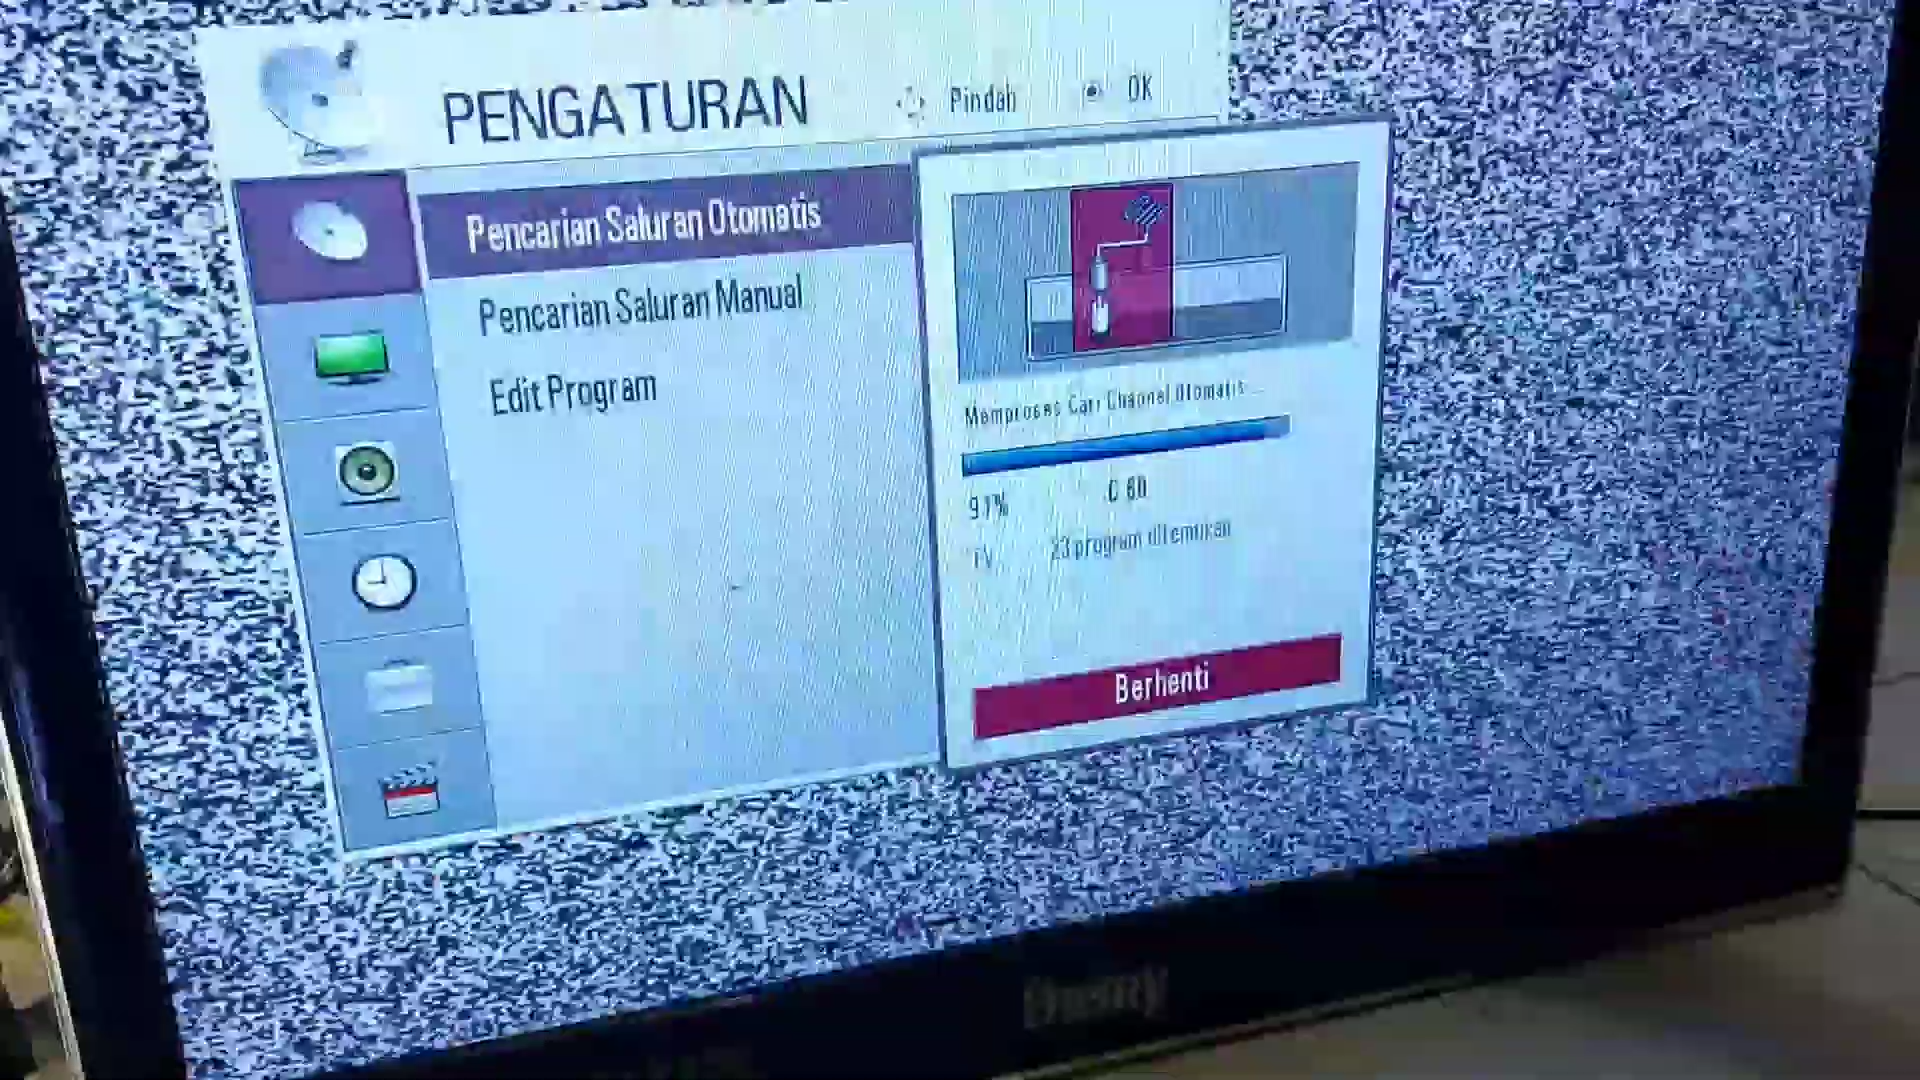 PENGATURAN
Pindah
OK
Pencarian Saluran Otomatis
Pencarian Saluran Manual
Edit Program
Memproses Cari Channel Otomatis ...
91%
C 60
TV
23 program ditemukan
Berhenti